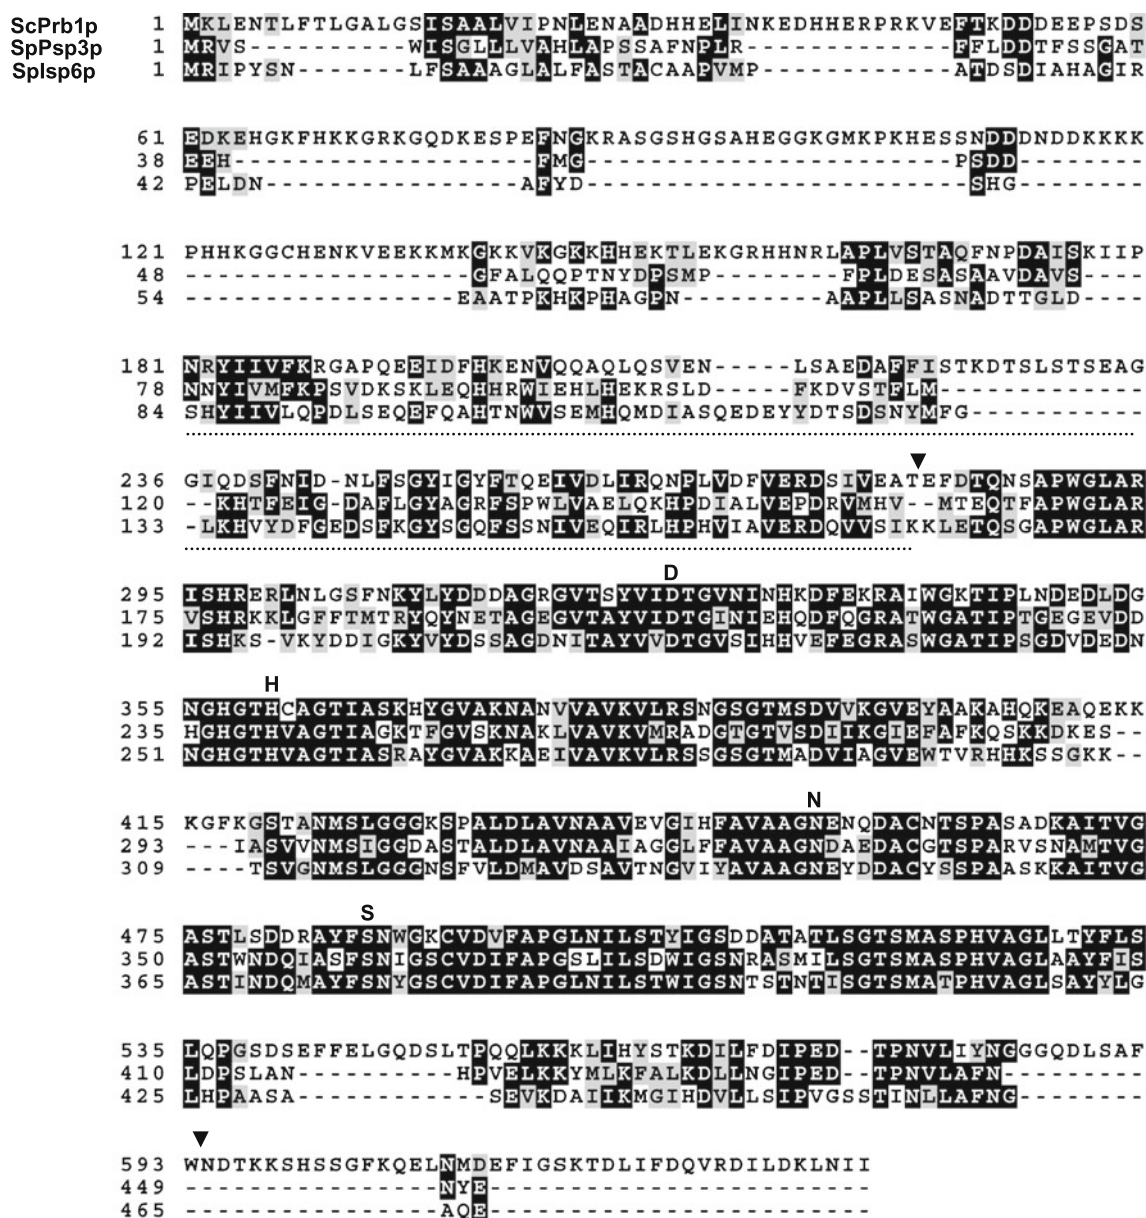 ScPrb1p 1 MKLENTLFTLGALGSISAALVIPNLENAADHHELINKEDHHERPRKVEFTKDDDEEPSDS
SpPsp3p 1 MRVS----------WISGLLLVAHLAPSSAFNPLR-------------FFLDDTFSSGAT
SpIsp6p 1 MRIPYSN-------LFSAAAGLALFASTACAAPVMP------------ATDSDIAHAGIR
61 EDKEHGKFHKKGRKGQDKESPEFNGKRASGSHGSAHEGGKGMKPKHESSNDDDNDDKKKK
38 EEH-------------------FMG-----------------------PSDD--------
42 PELDN----------------AFYD------------------------SHG--------
121 PHHKGGCHENKVEEKKMKGKKVKGKKHHEKTLEKGRHHNRLAPLVSTAQFNPDAISKIIP
48 ------------------GFALQQPTNYDPSMP--------FPLDESASAAVDAVS----
54 -----------------EAATPKHKPHAGPN---------AAPLLSASNADTTGLD----
181 NRYIIVFKRGAPQEEIDFHKENVQQAQLQSVEN-----LSAEDAFFISTKDTSLSTSEAG
78 NNYIVMFKPSVDKSKLEQHHRWIEHLHEKRSLD-----FKDVSTFLM-------------
84 SHYIIVLQPDLSEQEFQAHTNWVSEMHQMDIASQEDEYYDTSDSNYMFG-----------
236 GIQDSFNID-NLFSGYIGYFTQEIVDLIRQNPLVDFVERDSIVEATEFDTQNSAPWGLAR
120 --KHTFEIG-DAFLGYAGRFSPWLVAELQKHPDIALVEPDRVMHV--MTEQTFAPWGLAR
133 -LKHVYDFGEDSFKGYSGQFSSNIVEQIRLHPHVIAVERDQVVSIKKLETQSGAPWGLAR
D
295 ISHRERLNLGSFNKYLYDDDAGRGVTSYVIDTGVNINHKDFEKRAIWGKTIPLNDEDLDG
175 VSHRKKLGFFTMTRYQYNETAGEGVTAYVIDTGINIEHQDFQGRATWGATIPTGEGEVDD
192 ISHKS-VKYDDIGKYVYDSSAGDNITAYVVDTGVSIHHVEFEGRASWGATIPSGDVDEDN
H
355 NGHGTHCAGTIASKHYGVAKNANVVAVKVLRSNGSGTMSDVVKGVEYAAKAHQKEAQEKK
235 HGHGTHVAGTIAGKTFGVSKNAKLVAVKVMRADGTGTVSDIIKGIEFAFKQSKKDKES--
251 NGHGTHVAGTIASRAYGVAKKAEIVAVKVLRSSGSGTMADVIAGVEWTVRHHKSSGKK--
N
415 KGFKGSTANMSLGGGKSPALDLAVNAAVEVGIHFAVAAGNENQDACNTSPASADKAITVG
293 ---IASVVNMSIGGDASTALDLAVNAAIAGGLFFAVAAGNDAEDACGTSPARVSNAMTVG
309 ----TSVGNMSLGGGNSFVLDMAVDSAVTNGVIYAVAAGNEYDDACYSSPAASKKAITVG
S
475 ASTLSDDRAYFSNWGKCVDVFAPGLNILSTYIGSDDATATLSGTSMASPHVAGLLTYFLS
350 ASTWNDQIASFSNIGSCVDIFAPGSLILSDWIGSNRASMILSGTSMASPHVAGLAAYFIS
365 ASTINDQMAYFSNYGSCVDIFAPGLNILSTWIGSNTSTNTISGTSMATPHVAGLSAYYLG
535 LQPGSDSEFFELGQDSLTPQQLKKKLIHYSTKDILFDIPED--TPNVLIYNGGGQDLSAF
410 LDPSLAN----------HPVELKKYMLKFALKDLLNGIPED--TPNVLAFN---------
425 LHPAASA------------SEVKDAIIKMGIHDVLLSIPVGSSTINLLAFNG--------
593 WNDTKKSHSSGFKQELNMDEFIGSKTDLIFDQVRDILDKLNII
449 ----------------NYE------------------------
465 ----------------AQE------------------------